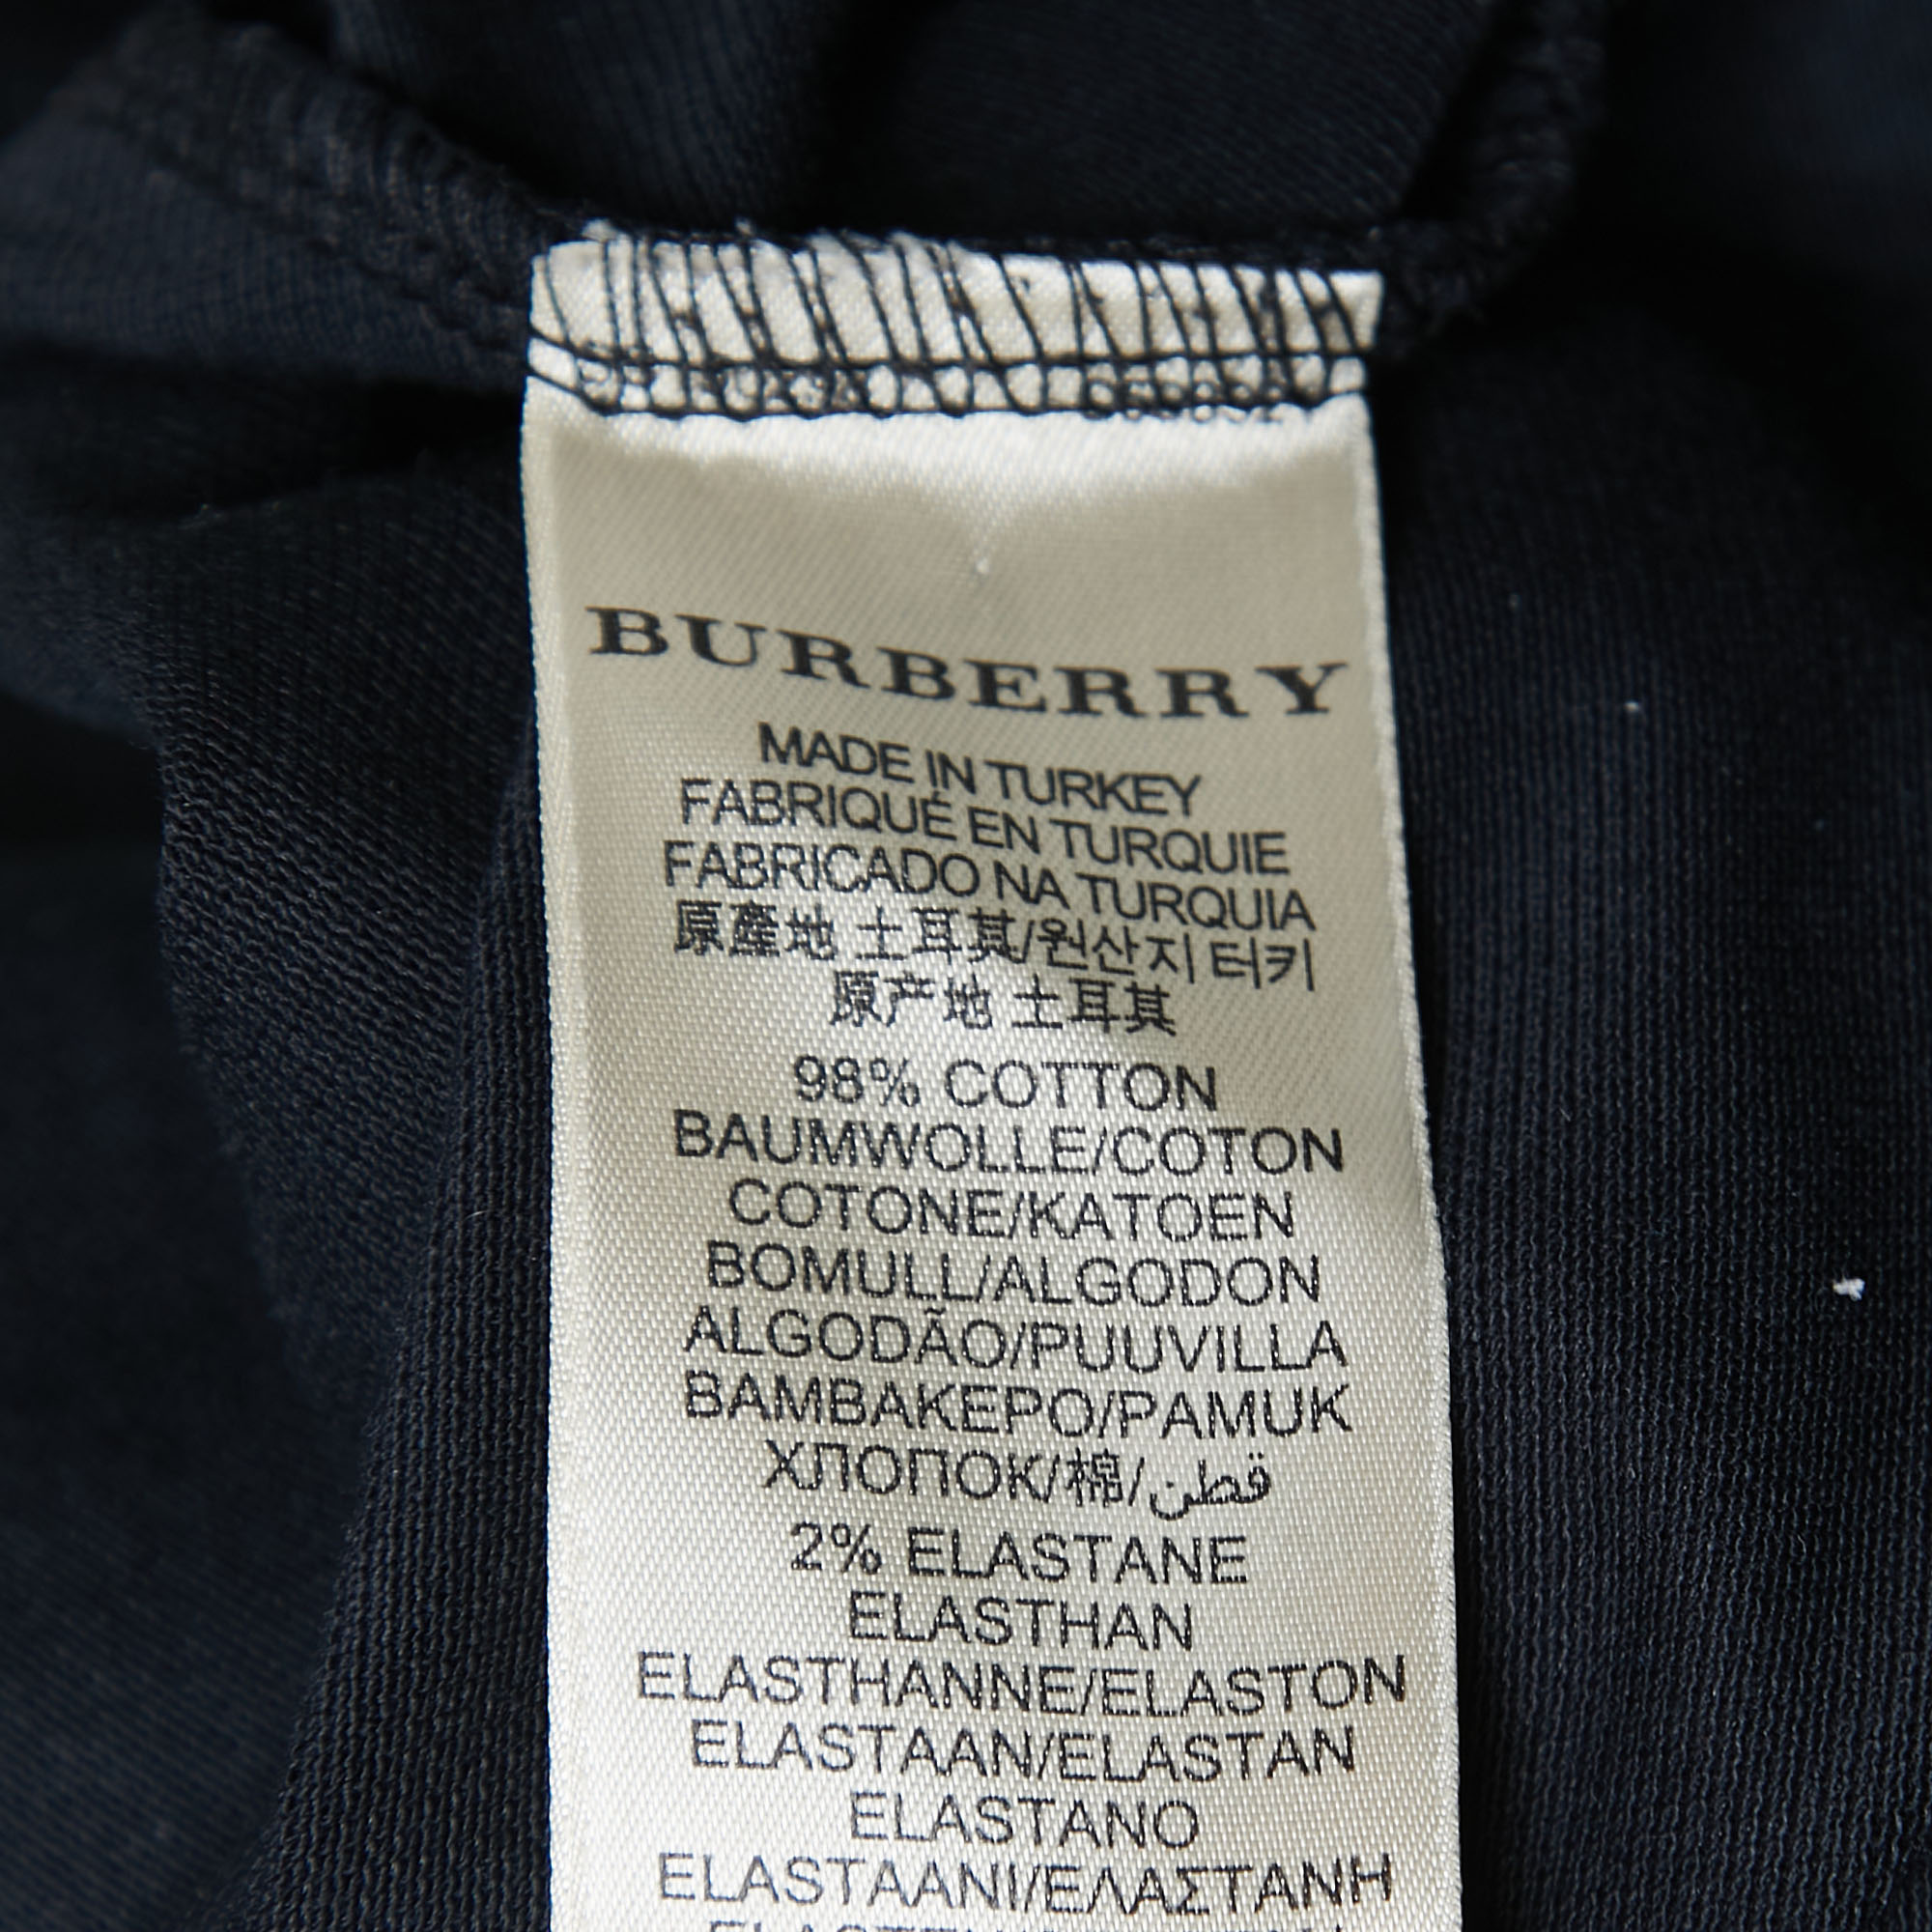 BURBERRY
MADE IN TURKEY
FABRIQUÉ EN TURQUIE
FABRICADO NA TURQUIA
原產地 土耳其/원산지 터키
原产地 土耳其
98% COTTON
BAUMWOLLE/COTON
COTONE/KATOEN
BOMULL/ALGODON
ALGODÃO/PUUVILLA
ΒΑΜΒΑΚΕΡΟ/PAMUK
ХЛОПОК/棉/قطن
2% ELASTANE
ELASTHAN
ELASTHANNE/ELASTON
ELASTAAN/ELASTAN
ELASTANO
ELASTAANI/ΕΛΑΣΤΑΝΗ